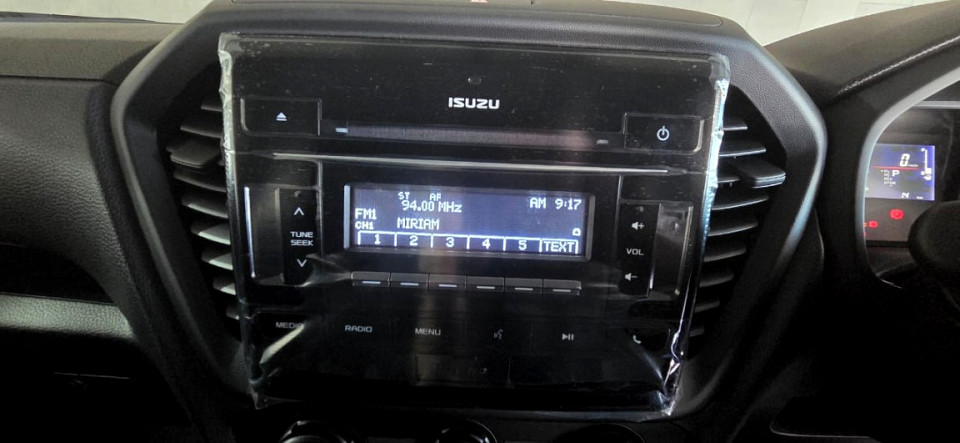 ISUZU
ST AF
94.00 MHz AM 9:17
FM1
CH1 MIRIAM
1 2 3 4 5 TEXT
TUNE
SEEK
VOL
MEDIA RADIO MENU
0
P
N